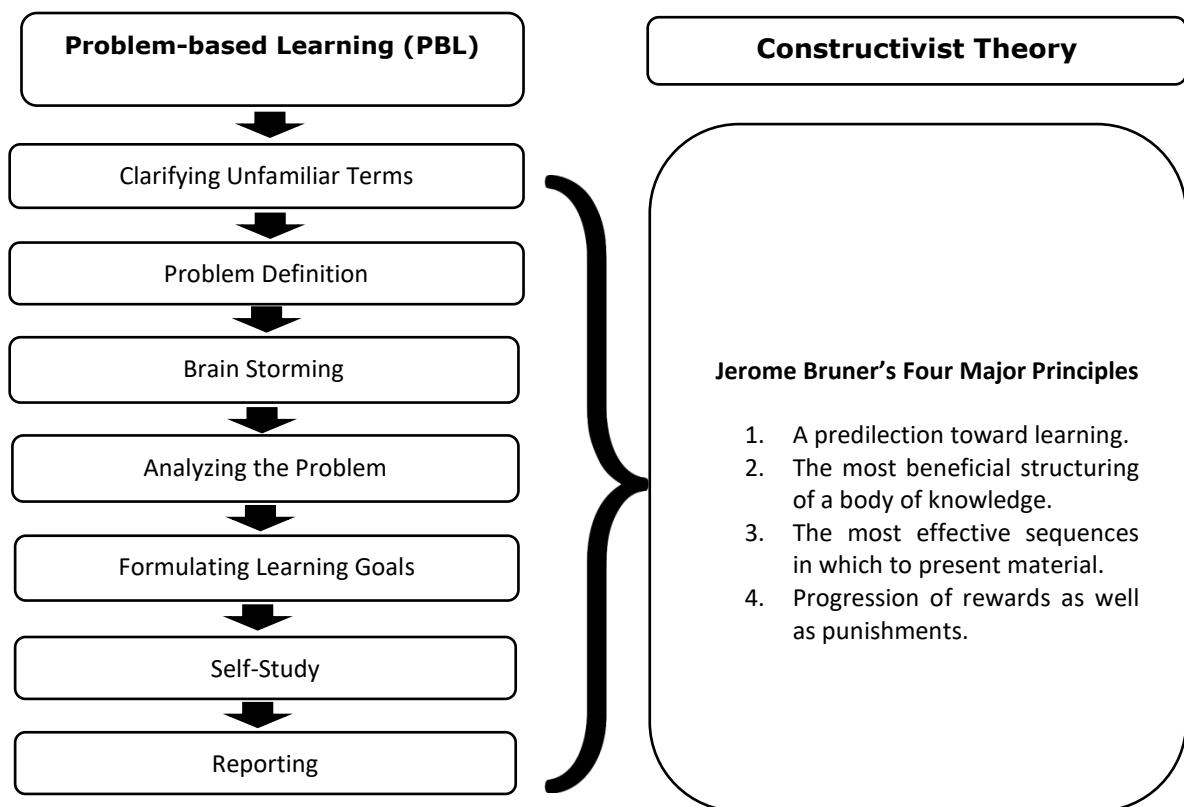 Problem-based Learning (PBL)
Clarifying Unfamiliar Terms
Problem Definition
Brain Storming
Analyzing the Problem
Formulating Learning Goals
Self-Study
Reporting
Constructivist Theory
Jerome Bruner’s Four Major Principles
1. A predilection toward learning.
2. The most beneficial structuring
of a body of knowledge.
3. The most effective sequences
in which to present material.
4. Progression of rewards as well
as punishments.